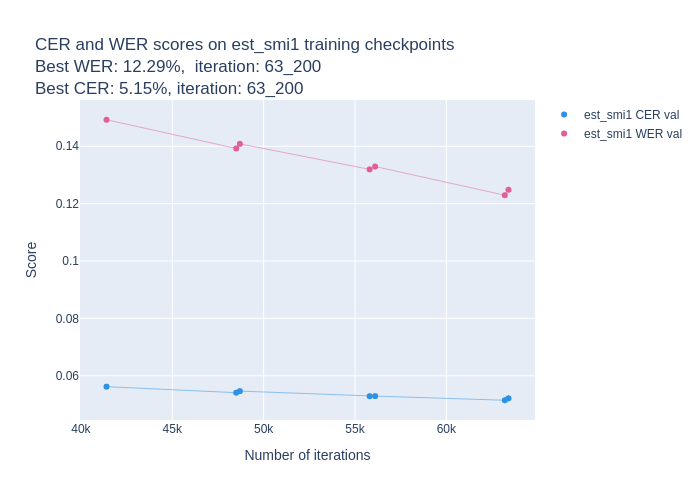 CER and WER scores on est_smi1 training checkpoints
Best WER: 12.29%,  iteration: 63_200
Best CER: 5.15%, iteration: 63_200
est_smi1 CER val
est_smi1 WER val
0.14
0.12
0.1
0.08
0.06
Score
40k
45k
50k
55k
60k
Number of iterations